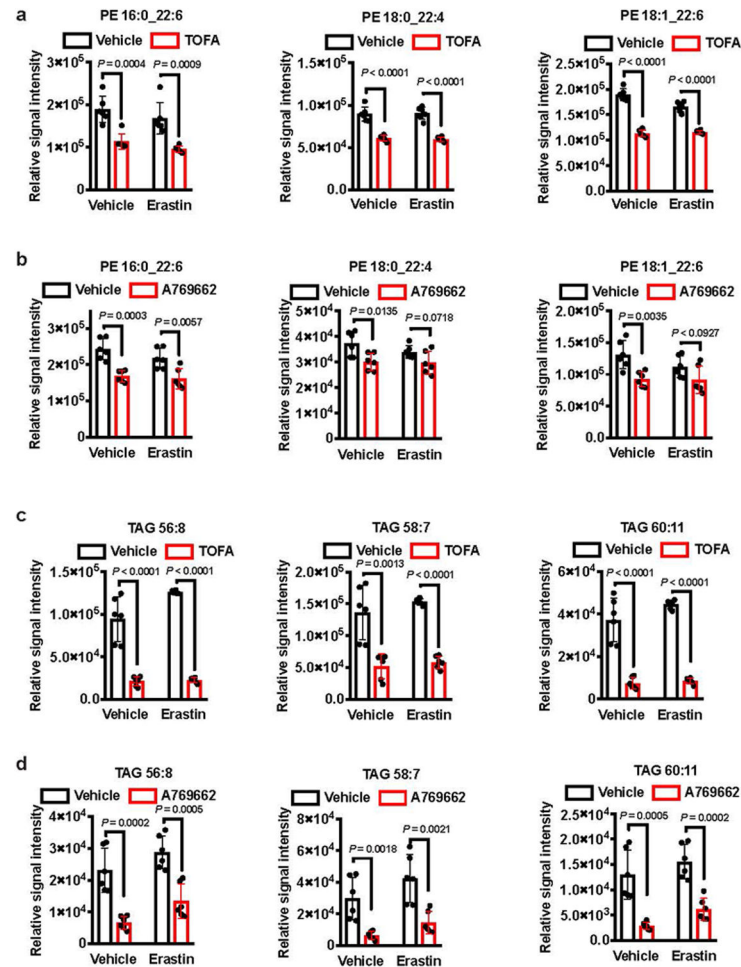 a
PE 16:0_22:6
PE 18:0_22:4
PE 18:1_22:6
Vehicle TOFA
Vehicle TOFA
Vehicle TOFA
Relative signal intensity
3×10⁵
2×10⁵
1×10⁵
0
P = 0.0004
P = 0.0009
Vehicle Erastin
Relative signal intensity
1.5×10⁵
1.0×10⁵
5.0×10⁴
0.0
P < 0.0001
P < 0.0001
Vehicle Erastin
Relative signal intensity
2.5×10⁵
2.0×10⁵
1.5×10⁵
1.0×10⁵
5.0×10⁴
0.0
P < 0.0001
P < 0.0001
Vehicle Erastin
b
PE 16:0_22:6
PE 18:0_22:4
PE 18:1_22:6
Vehicle A769662
Vehicle A769662
Vehicle A769662
Relative signal intensity
3×10⁵
2×10⁵
1×10⁵
0
P = 0.0003
P = 0.0057
Vehicle Erastin
Relative signal intensity
5×10⁴
4×10⁴
3×10⁴
2×10⁴
1×10⁴
0
P = 0.0135
P = 0.0718
Vehicle Erastin
Relative signal intensity
2.0×10⁵
1.5×10⁵
1.0×10⁵
5.0×10⁴
0.0
P = 0.0035
P < 0.0927
Vehicle Erastin
c
TAG 56:8
TAG 58:7
TAG 60:11
Vehicle TOFA
Vehicle TOFA
Vehicle TOFA
Relative signal intensity
1.5×10⁵
1.0×10⁵
5.0×10⁴
0.0
P < 0.0001
P < 0.0001
Vehicle Erastin
Relative signal intensity
2.0×10⁵
1.5×10⁵
1.0×10⁵
5.0×10⁴
0.0
P = 0.0013
P < 0.0001
Vehicle Erastin
Relative signal intensity
6×10⁴
4×10⁴
2×10⁴
0
P < 0.0001
P < 0.0001
Vehicle Erastin
d
TAG 56:8
TAG 58:7
TAG 60:11
Vehicle A769662
Vehicle A769662
Vehicle A769662
Relative signal intensity
4×10⁴
3×10⁴
2×10⁴
1×10⁴
0
P = 0.0002
P = 0.0005
Vehicle Erastin
Relative signal intensity
8×10⁴
6×10⁴
4×10⁴
2×10⁴
0
P = 0.0018
P = 0.0021
Vehicle Erastin
Relative signal intensity
2.5×10⁴
2.0×10⁴
1.5×10⁴
1.0×10⁴
5.0×10³
0.0
P = 0.0005
P = 0.0002
Vehicle Erastin